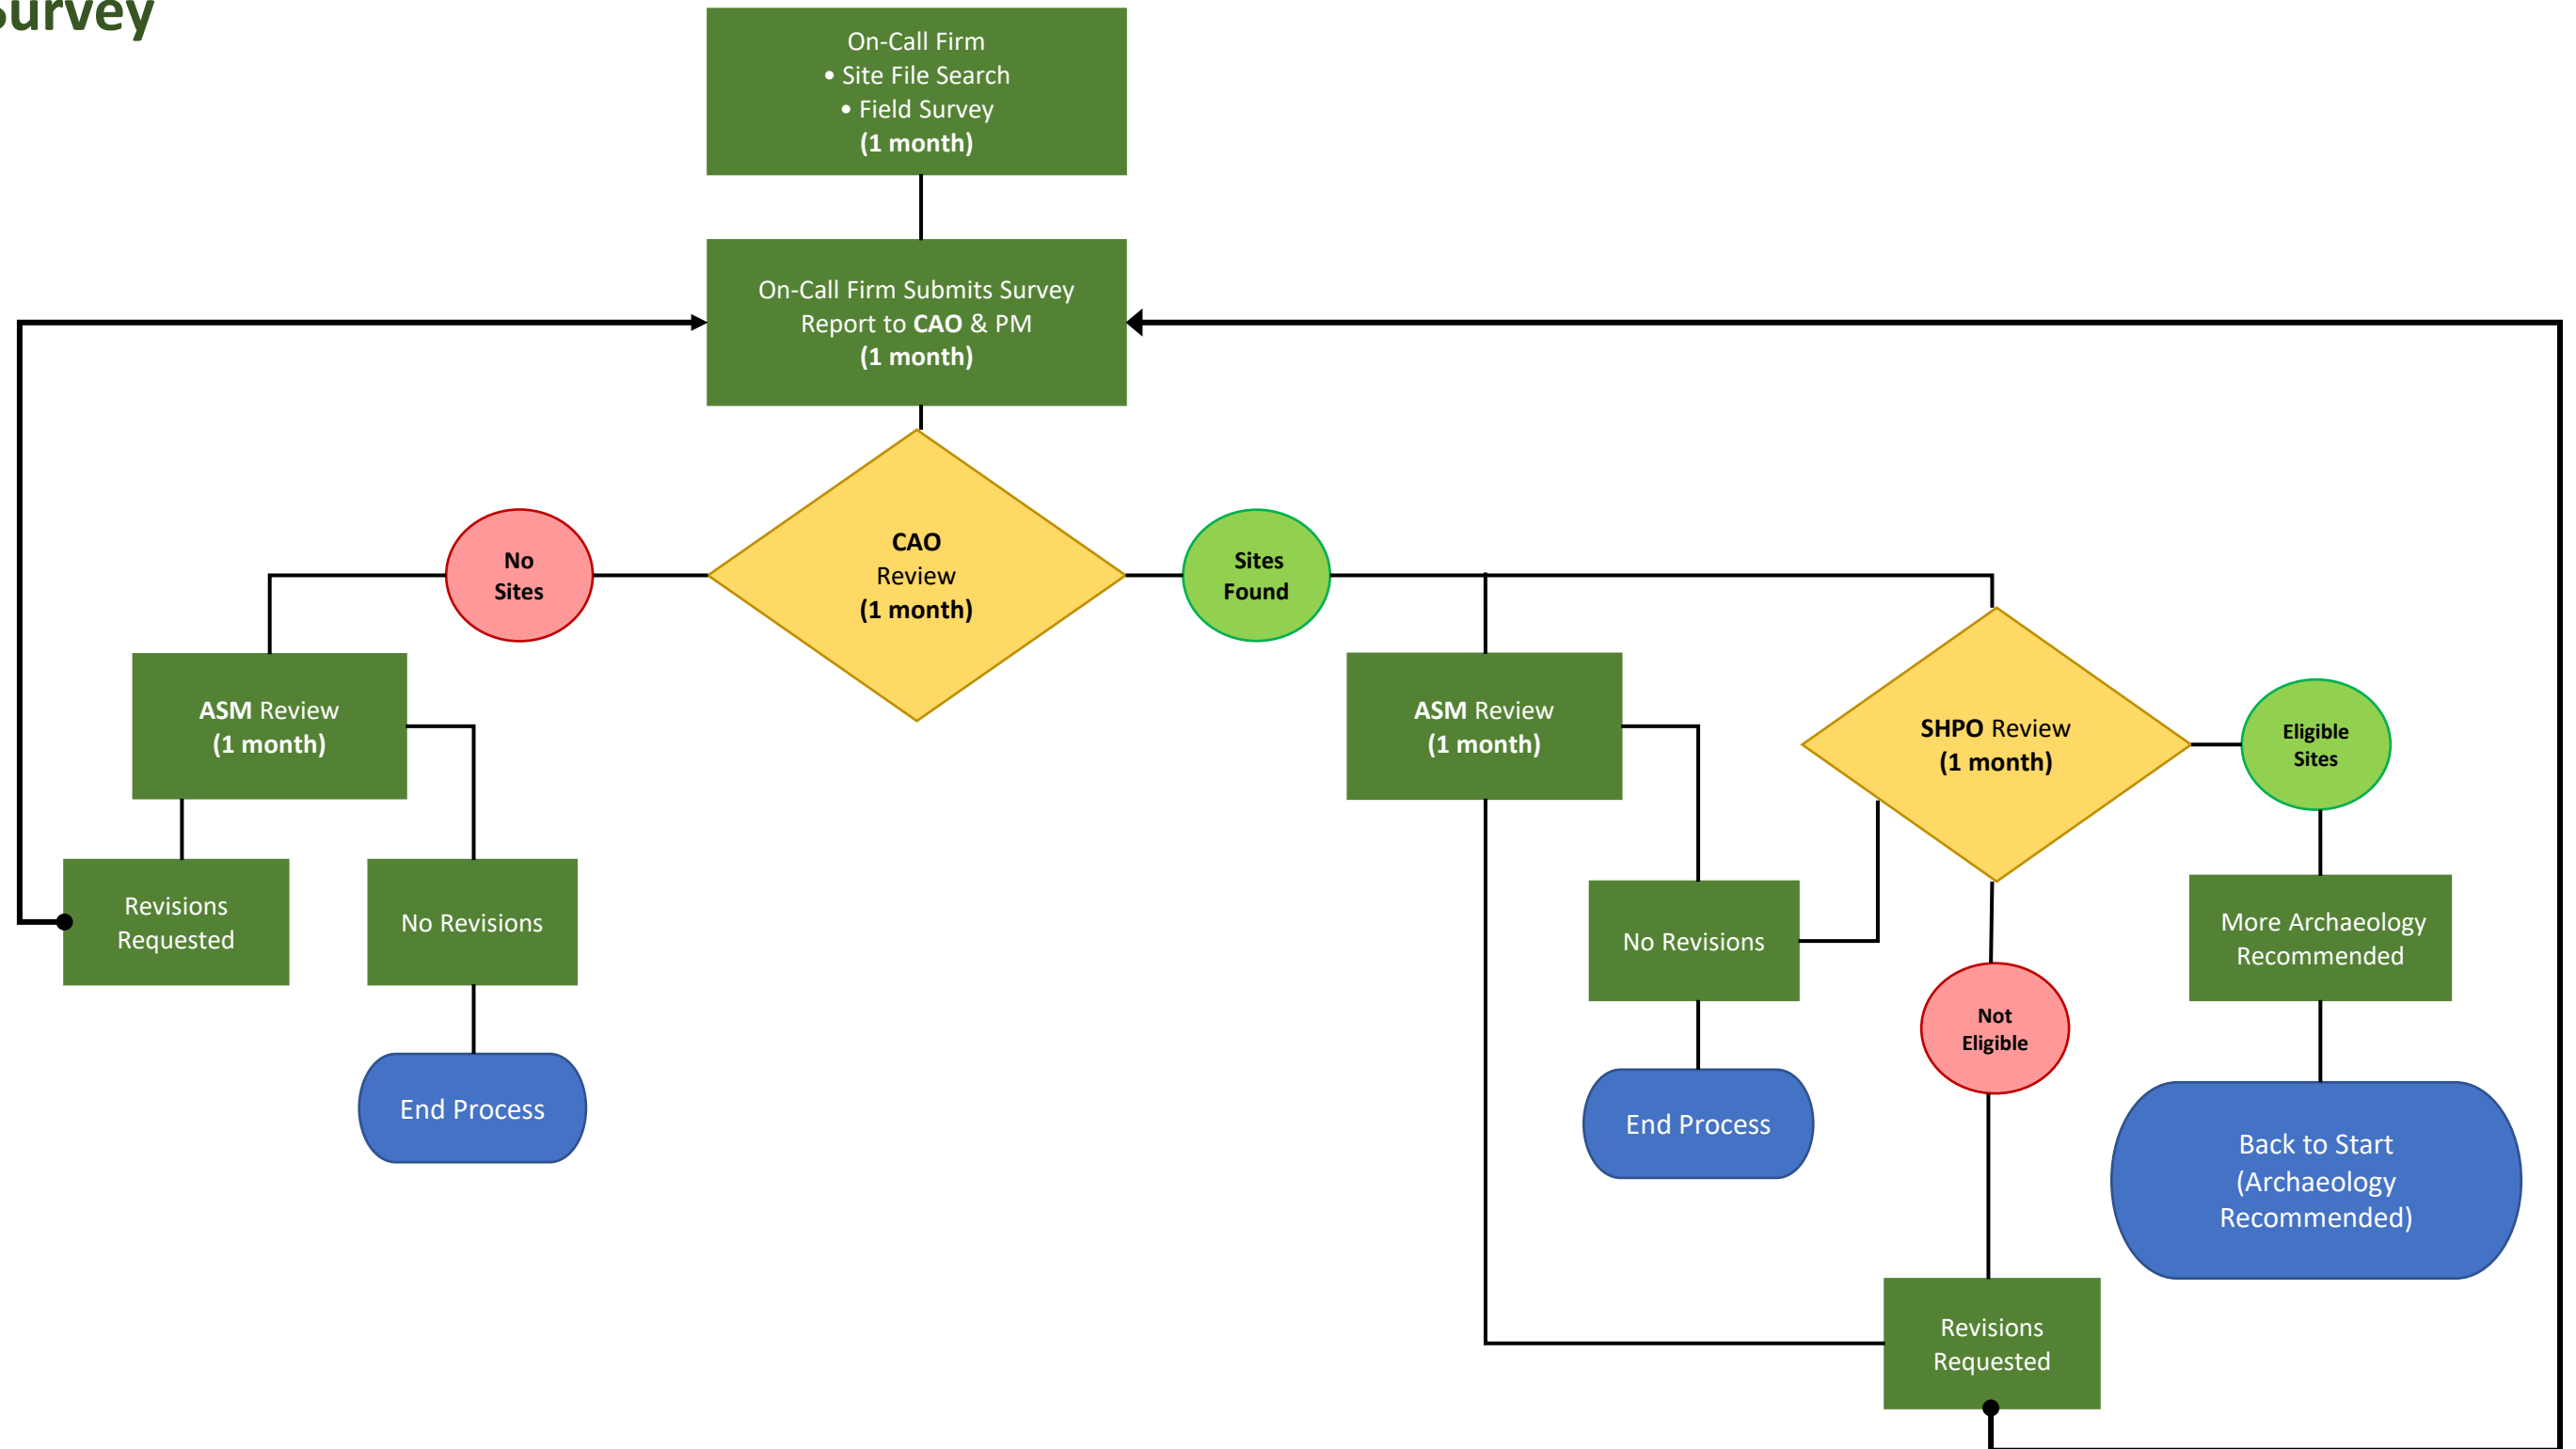 Survey
On-Call Firm
• Site File Search
• Field Survey
(1 month)
On-Call Firm Submits Survey
Report to CAO & PM
(1 month)
CAO
Review
(1 month)
No
Sites
Sites
Found
ASM Review
(1 month)
ASM Review
(1 month)
SHPO Review
(1 month)
Eligible
Sites
Revisions
Requested
No Revisions
No Revisions
More Archaeology
Recommended
Not
Eligible
End Process
End Process
Back to Start
(Archaeology
Recommended)
Revisions
Requested